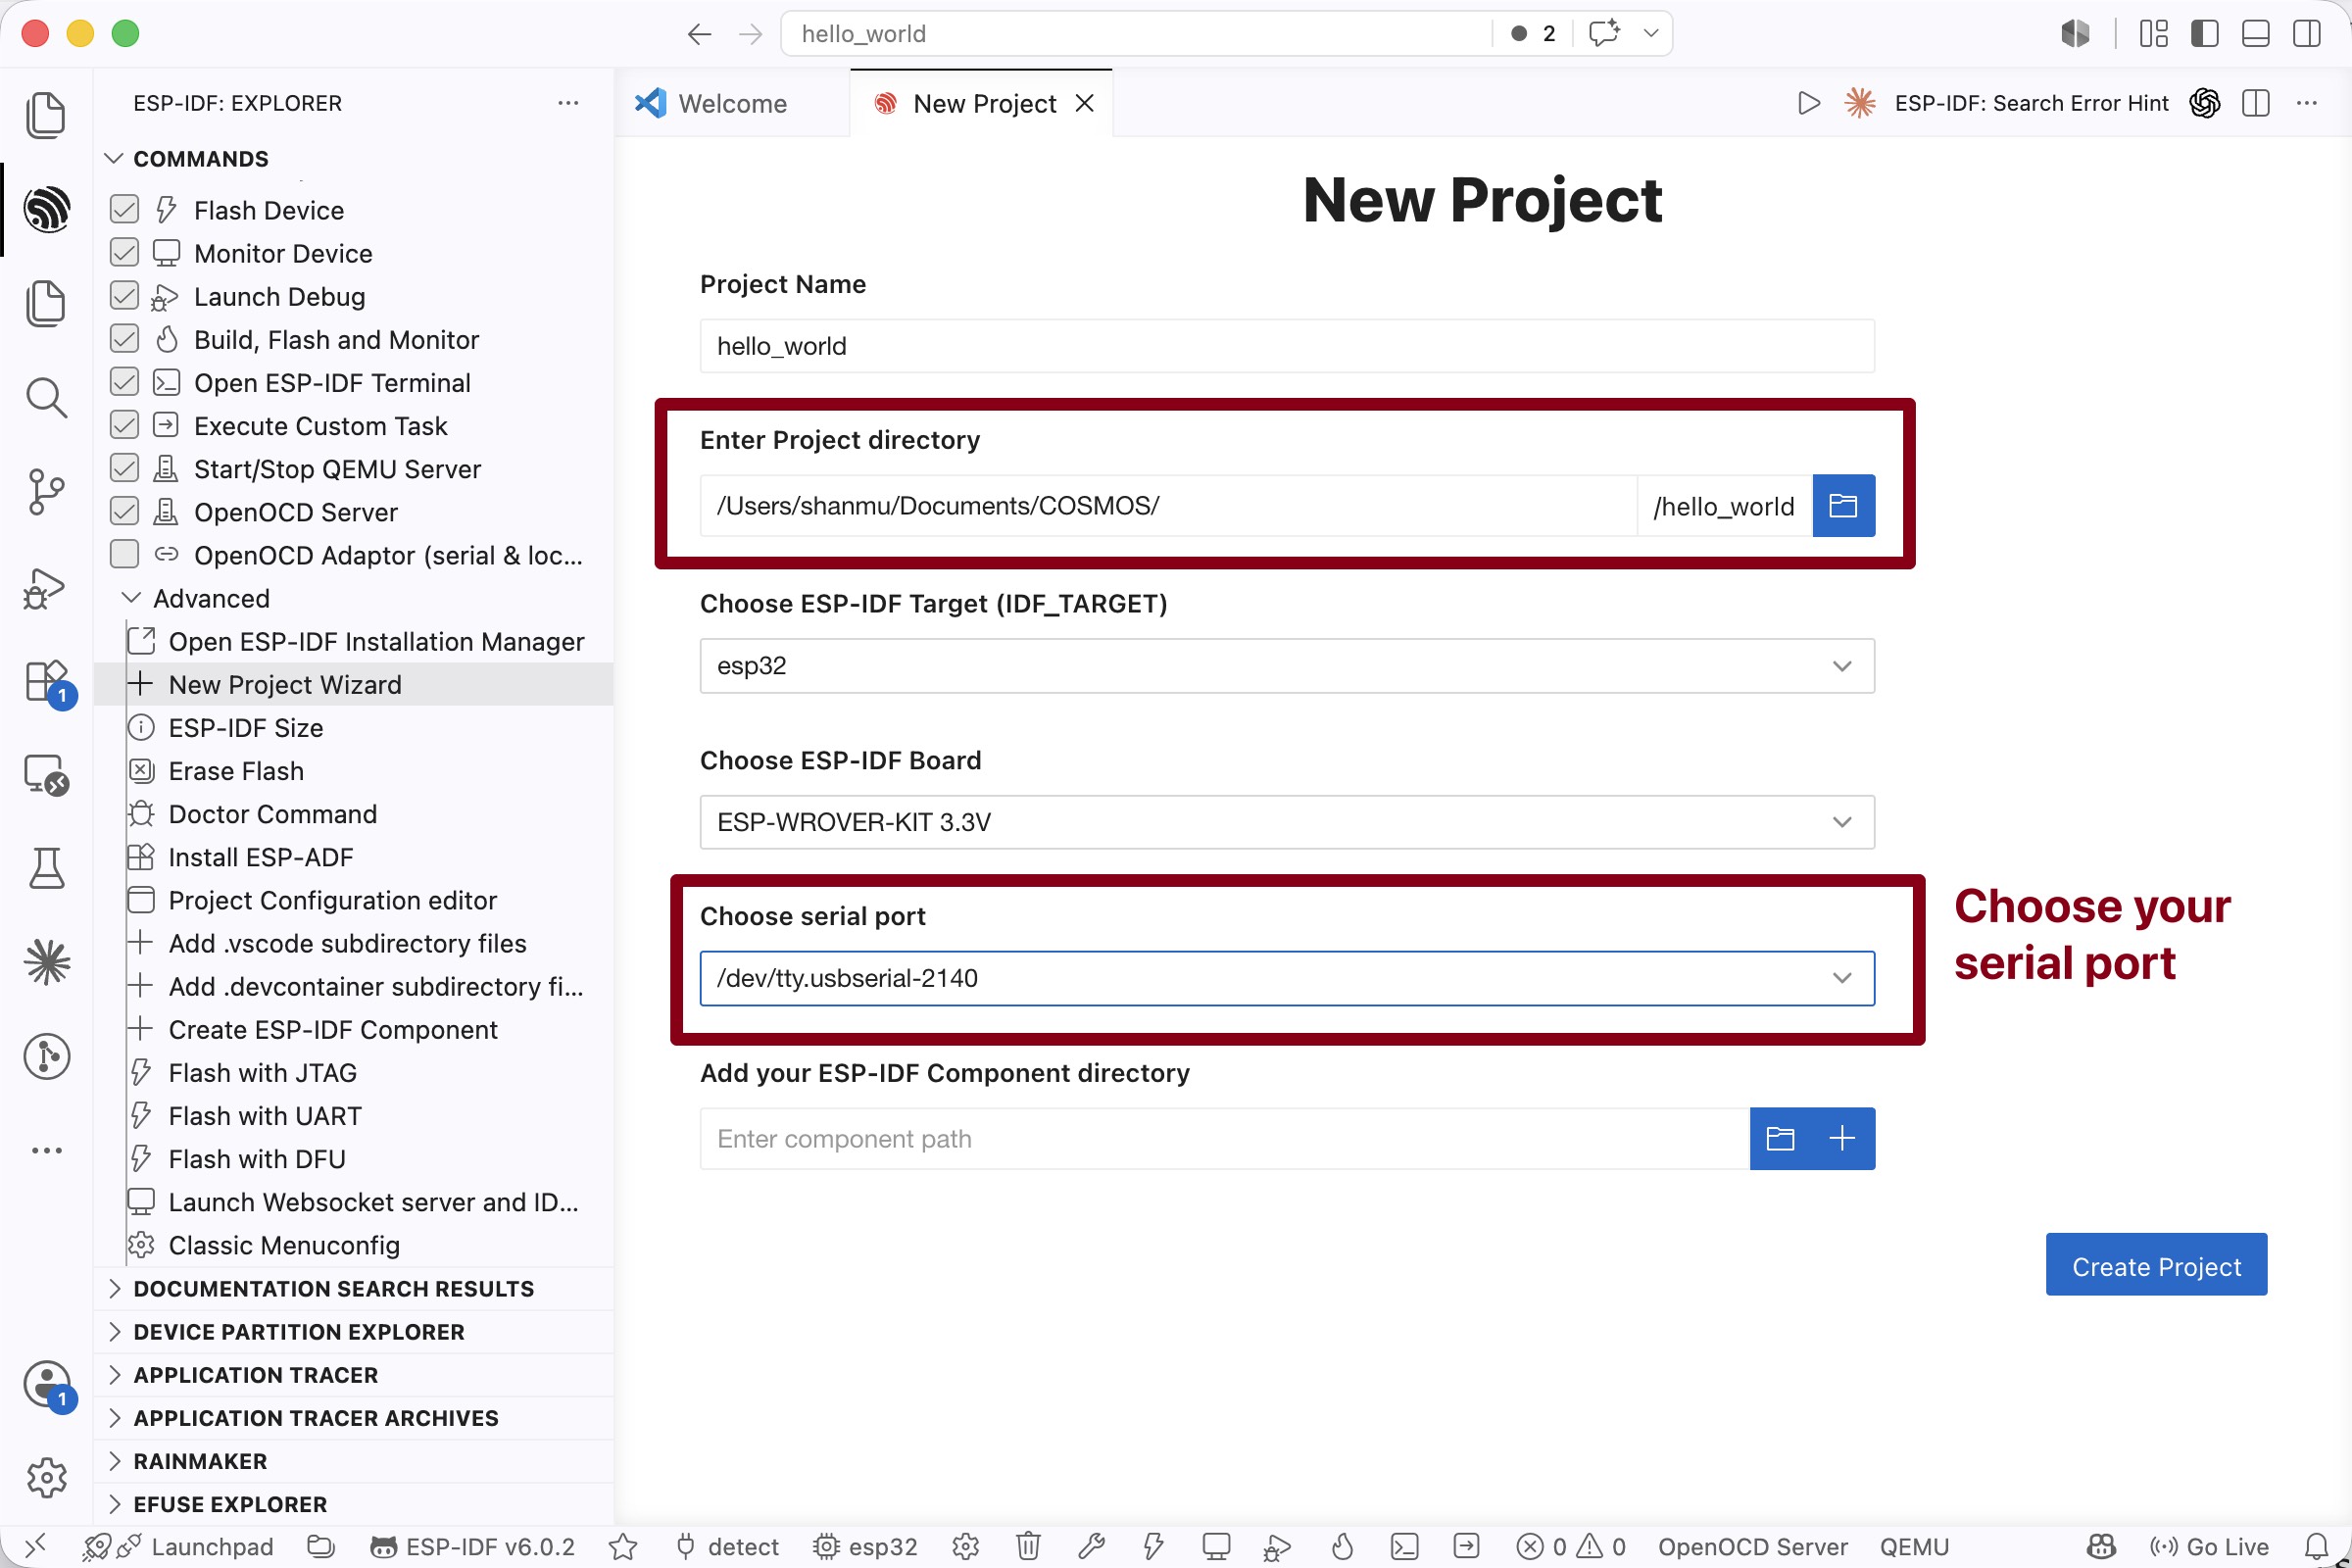 hello_world
2
ESP-IDF: EXPLORER
Welcome
New Project
ESP-IDF: Search Error Hint
COMMANDS
Flash Device
Monitor Device
Launch Debug
Build, Flash and Monitor
Open ESP-IDF Terminal
Execute Custom Task
Start/Stop QEMU Server
OpenOCD Server
OpenOCD Adaptor (serial & loc...
Advanced
Open ESP-IDF Installation Manager
New Project Wizard
ESP-IDF Size
Erase Flash
Doctor Command
Install ESP-ADF
Project Configuration editor
Add .vscode subdirectory files
Add .devcontainer subdirectory fi...
Create ESP-IDF Component
Flash with JTAG
Flash with UART
Flash with DFU
Launch Websocket server and ID...
Classic Menuconfig
DOCUMENTATION SEARCH RESULTS
DEVICE PARTITION EXPLORER
APPLICATION TRACER
APPLICATION TRACER ARCHIVES
RAINMAKER
EFUSE EXPLORER
1
1
New Project
Project Name
hello_world
Enter Project directory
/Users/shanmu/Documents/COSMOS/
/hello_world
Choose ESP-IDF Target (IDF_TARGET)
esp32
Choose ESP-IDF Board
ESP-WROVER-KIT 3.3V
Choose serial port
/dev/tty.usbserial-2140
Choose your
serial port
Add your ESP-IDF Component directory
Enter component path
Create Project
Launchpad
ESP-IDF v6.0.2
detect
esp32
0
0
OpenOCD Server
QEMU
Go Live